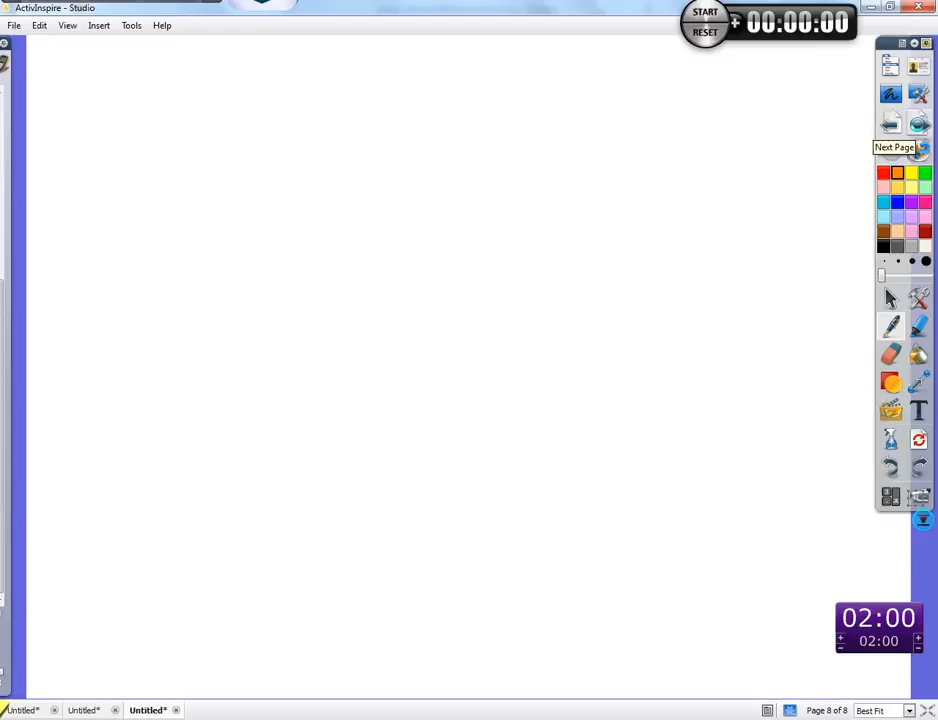 ActivInspire - Studio
START
RESET
00:00:00
File Edit View Insert Tools Help
Next Page
T
02:00
02:00
Untitled* Untitled* Untitled* Page 8 of 8 Best Fit